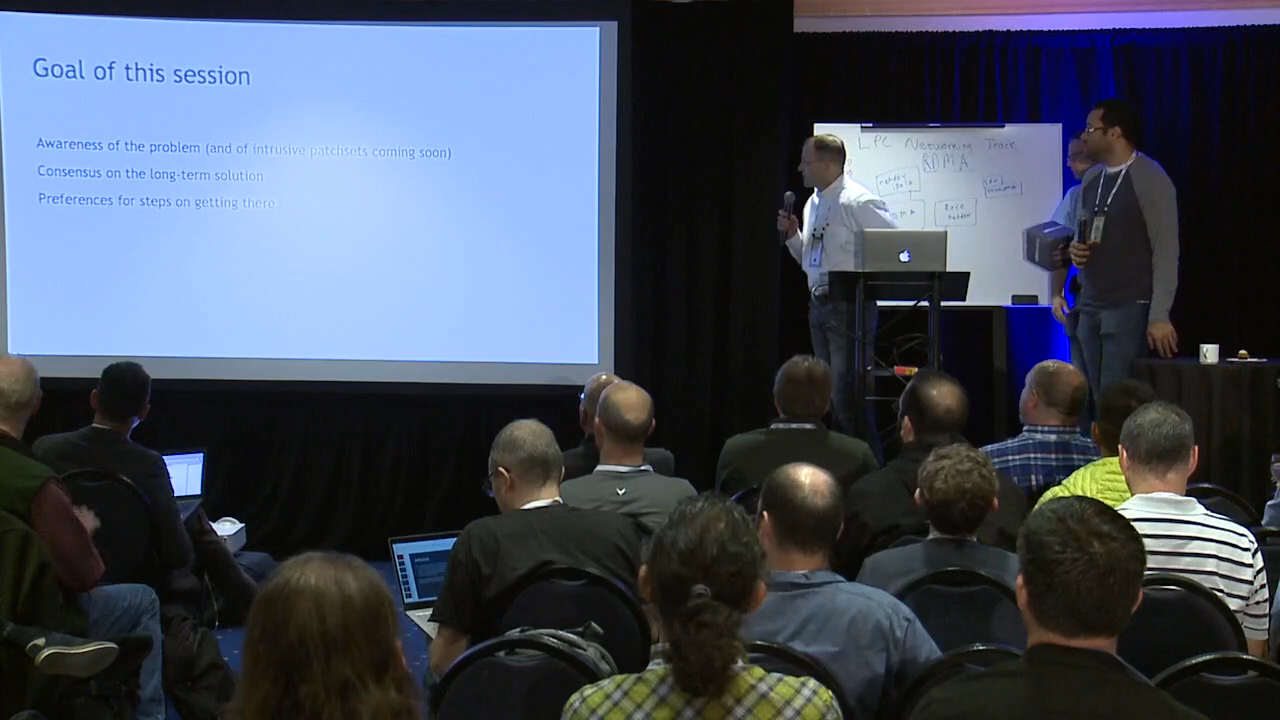 Goal of this session
Awareness of the problem (and of intrusive patchsets coming soon)
Consensus on the long-term solution
Preferences for steps on getting there
LPC Networking Track
RDMA